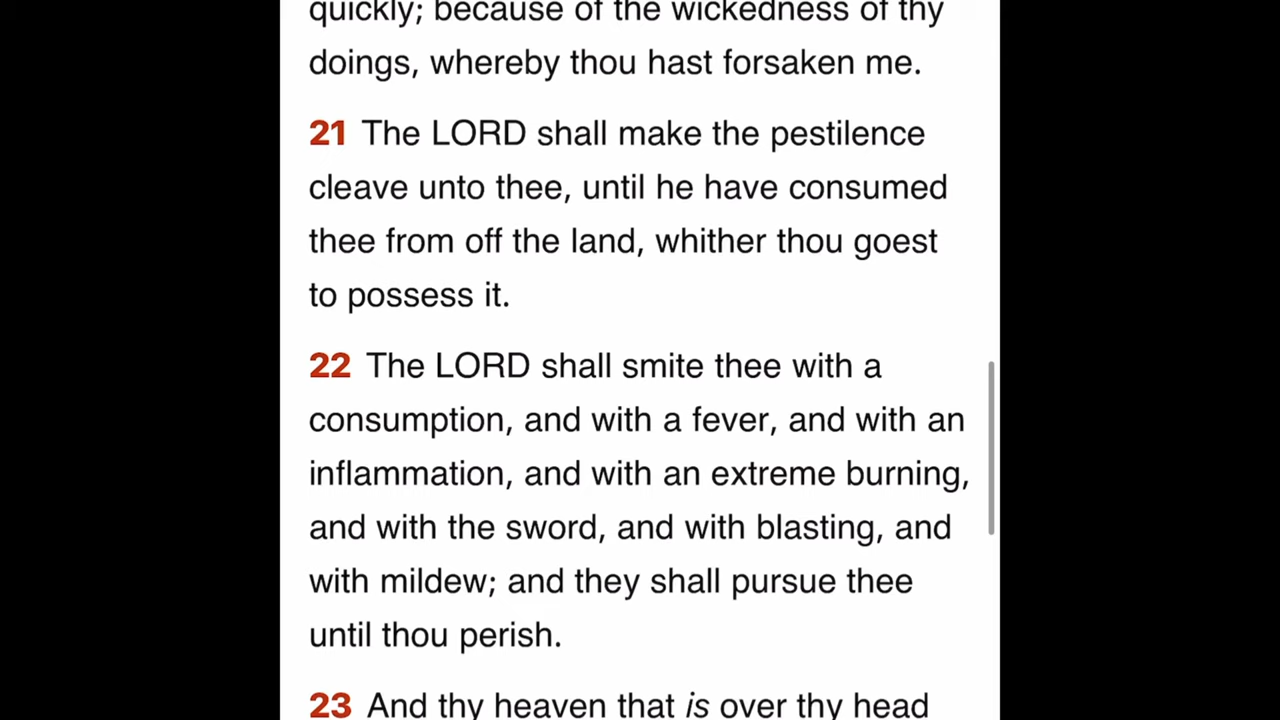 quickly; because of the wickedness of thy
doings, whereby thou hast forsaken me.
21 The LORD shall make the pestilence
cleave unto thee, until he have consumed
thee from off the land, whither thou goest
to possess it.
22 The LORD shall smite thee with a
consumption, and with a fever, and with an
inflammation, and with an extreme burning,
and with the sword, and with blasting, and
with mildew; and they shall pursue thee
until thou perish.
23 And thy heaven that is over thy head